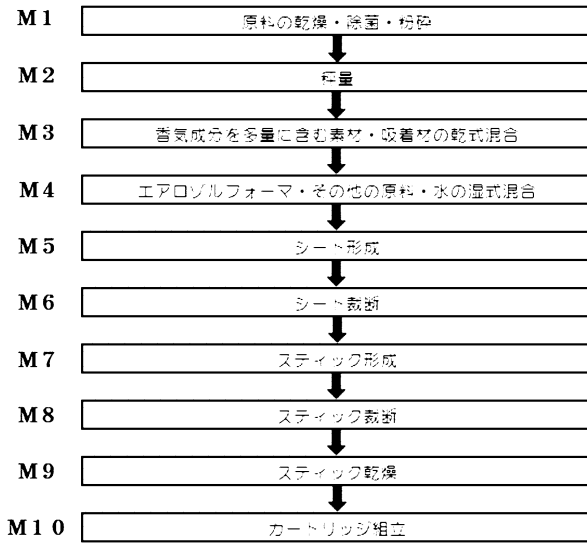 M1 原料の乾燥・除菌・粉砕
M2 秤量
M3 香気成分を多量に含む素材・吸着材の乾式混合
M4 エアロゾルフォーマ・その他の原料・水の湿式混合
M5 シート形成
M6 シート裁断
M7 スティック形成
M8 スティック裁断
M9 スティック乾燥
M10 カートリッジ組立